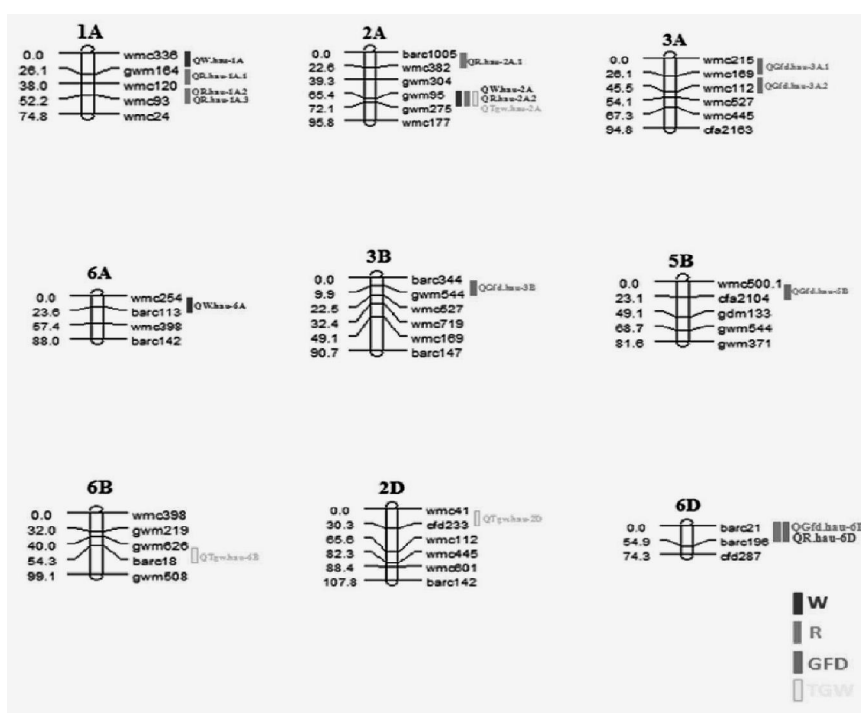 1A
0.0 wmc336 QW.hau-1A
26.1 gwm164 QR.hau-1A.1
38.0 wmc120 QR.hau-1A.2
52.2 wmc93 QR.hau-1A.3
74.8 wmc24
2A
0.0 barc1005 QR.hau-2A.1
22.6 wmc382
39.3 gwm304
65.4 gwm95 QW.hau-2A
QR.hau-2A.2
72.1 gwm275 QTgw.hau-2A
95.8 wmc177
3A
0.0 wmc215 QGfd.hau-3A.1
26.1 wmc169
45.5 wmc112 QGfd.hau-3A.2
54.1 wmc527
67.3 wmc445
94.8 cfa2163
6A
0.0 wmc254 QW.hau-6A
23.6 barc113
57.4 wmc398
88.0 barc142
3B
0.0 barc344 QGfd.hau-3B
9.9 gwm544
22.5 wmc527
32.4 wmc719
49.1 wmc169
90.7 barc147
5B
0.0 wmc500.1 QGfd.hau-5B
23.1 cfa2104
49.1 gdm133
68.7 gwm544
81.6 gwm371
6B
0.0 wmc398
32.0 gwm219
40.0 gwm626
54.3 barc18 QTgw.hau-6B
99.1 gwm508
2D
0.0 wmc41 QTgw.hau-2D
30.3 cfd233
65.6 wmc112
82.3 wmc445
88.4 wmc601
107.8 barc142
6D
0.0 barc21 QGfd.hau-6D
54.9 barc196 QR.hau-6D
74.3 cfd287
W
R
GFD
TGW